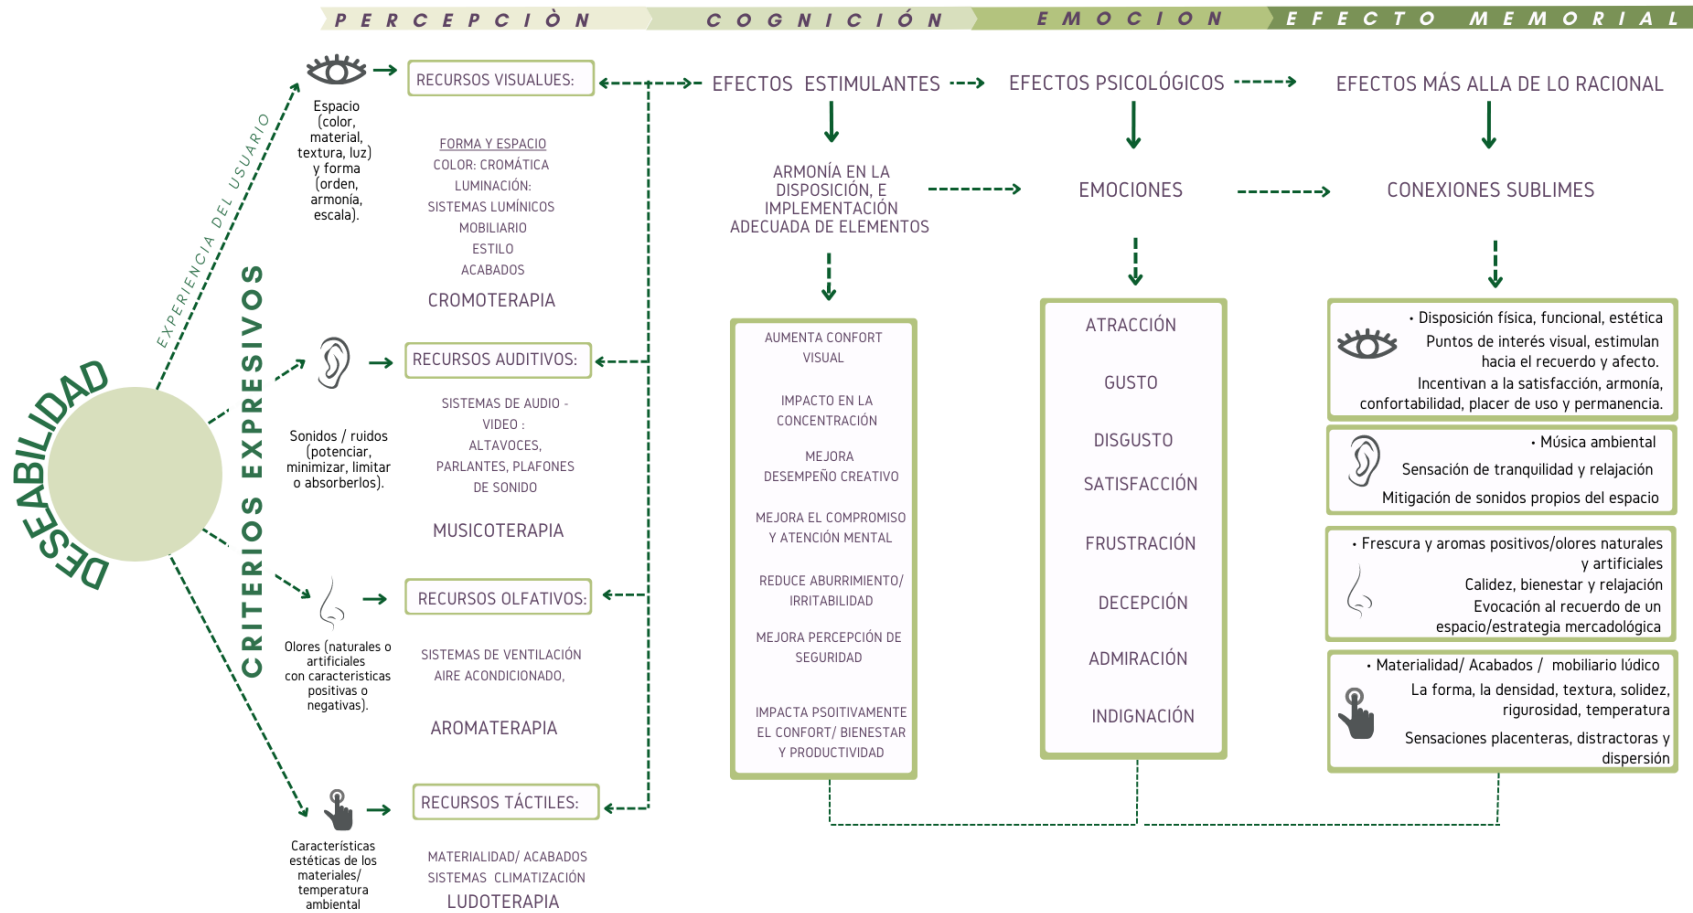 PERCEPCIÒN
COGNICIÓN
EMOCION
EFECTO MEMORIAL
DESEABILIDAD
EXPERIENCIA DEL USUARIO
CRITERIOS EXPRESIVOS
Espacio
(color,
material,
textura, luz)
y forma
(orden,
armonía,
escala).
RECURSOS VISUALUES:
FORMA Y ESPACIO
COLOR: CROMÁTICA
LUMINACIÓN:
SISTEMAS LUMÍNICOS
MOBILIARIO
ESTILO
ACABADOS
CROMOTERAPIA
Sonidos / ruidos
(potenciar,
minimizar, limitar
o absorberlos).
RECURSOS AUDITIVOS:
SISTEMAS DE AUDIO -
VIDEO :
ALTAVOCES,
PARLANTES, PLAFONES
DE SONIDO
MUSICOTERAPIA
Olores (naturales o
artificiales
con caracteristicas
positivas o
negativas).
RECURSOS OLFATIVOS:
SISTEMAS DE VENTILACIÓN
AIRE ACONDICIONADO,
AROMATERAPIA
Características
estéticas de los
materiales/
temperatura
ambiental
RECURSOS TÁCTILES:
MATERIALIDAD/ ACABADOS
SISTEMAS CLIMATIZACIÓN
LUDOTERAPIA
EFECTOS ESTIMULANTES
ARMONÍA EN LA
DISPOSICIÓN, E
IMPLEMENTACIÓN
ADECUADA DE ELEMENTOS
AUMENTA CONFORT
VISUAL
IMPACTO EN LA
CONCENTRACIÓN
MEJORA
DESEMPEÑO CREATIVO
MEJORA EL COMPROMISO
Y ATENCIÓN MENTAL
REDUCE ABURRIMIENTO/
IRRITABILIDAD
MEJORA PERCEPCIÓN DE
SEGURIDAD
IMPACTA PSOITIVAMENTE
EL CONFORT/ BIENESTAR
Y PRODUCTIVIDAD
EFECTOS PSICOLÓGICOS
EMOCIONES
ATRACCIÓN
GUSTO
DISGUSTO
SATISFACCIÓN
FRUSTRACIÓN
DECEPCIÓN
ADMIRACIÓN
INDIGNACIÓN
EFECTOS MÁS ALLA DE LO RACIONAL
CONEXIONES SUBLIMES
• Disposición física, funcional, estética
Puntos de interés visual, estimulan
hacia el recuerdo y afecto.
Incentivan a la satisfacción, armonía,
confortabilidad, placer de uso y permanencia.
• Música ambiental
Sensación de tranquilidad y relajación
Mitigación de sonidos propios del espacio
• Frescura y aromas positivos/olores naturales
y artificiales
Calidez, bienestar y relajación
Evocación al recuerdo de un
espacio/estrategia mercadológica
• Materialidad/ Acabados / mobiliario lúdico
La forma, la densidad, textura, solidez,
rigurosidad, temperatura
Sensaciones placenteras, distractoras y
dispersión